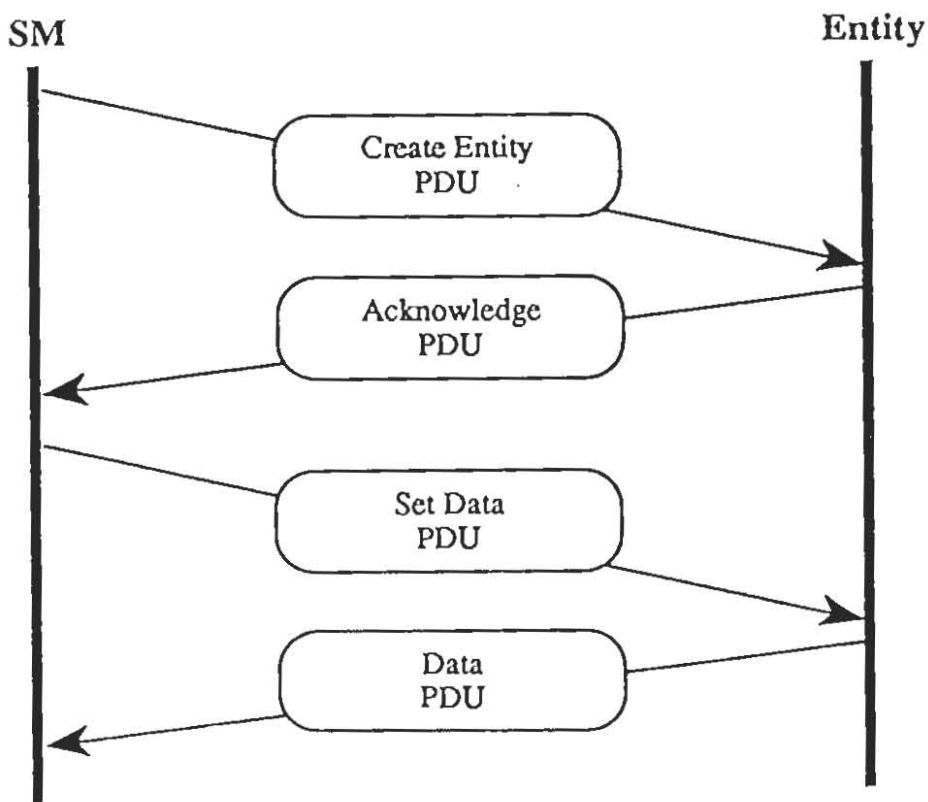 SM
Entity
Create Entity
PDU
Acknowledge
PDU
Set Data
PDU
Data
PDU